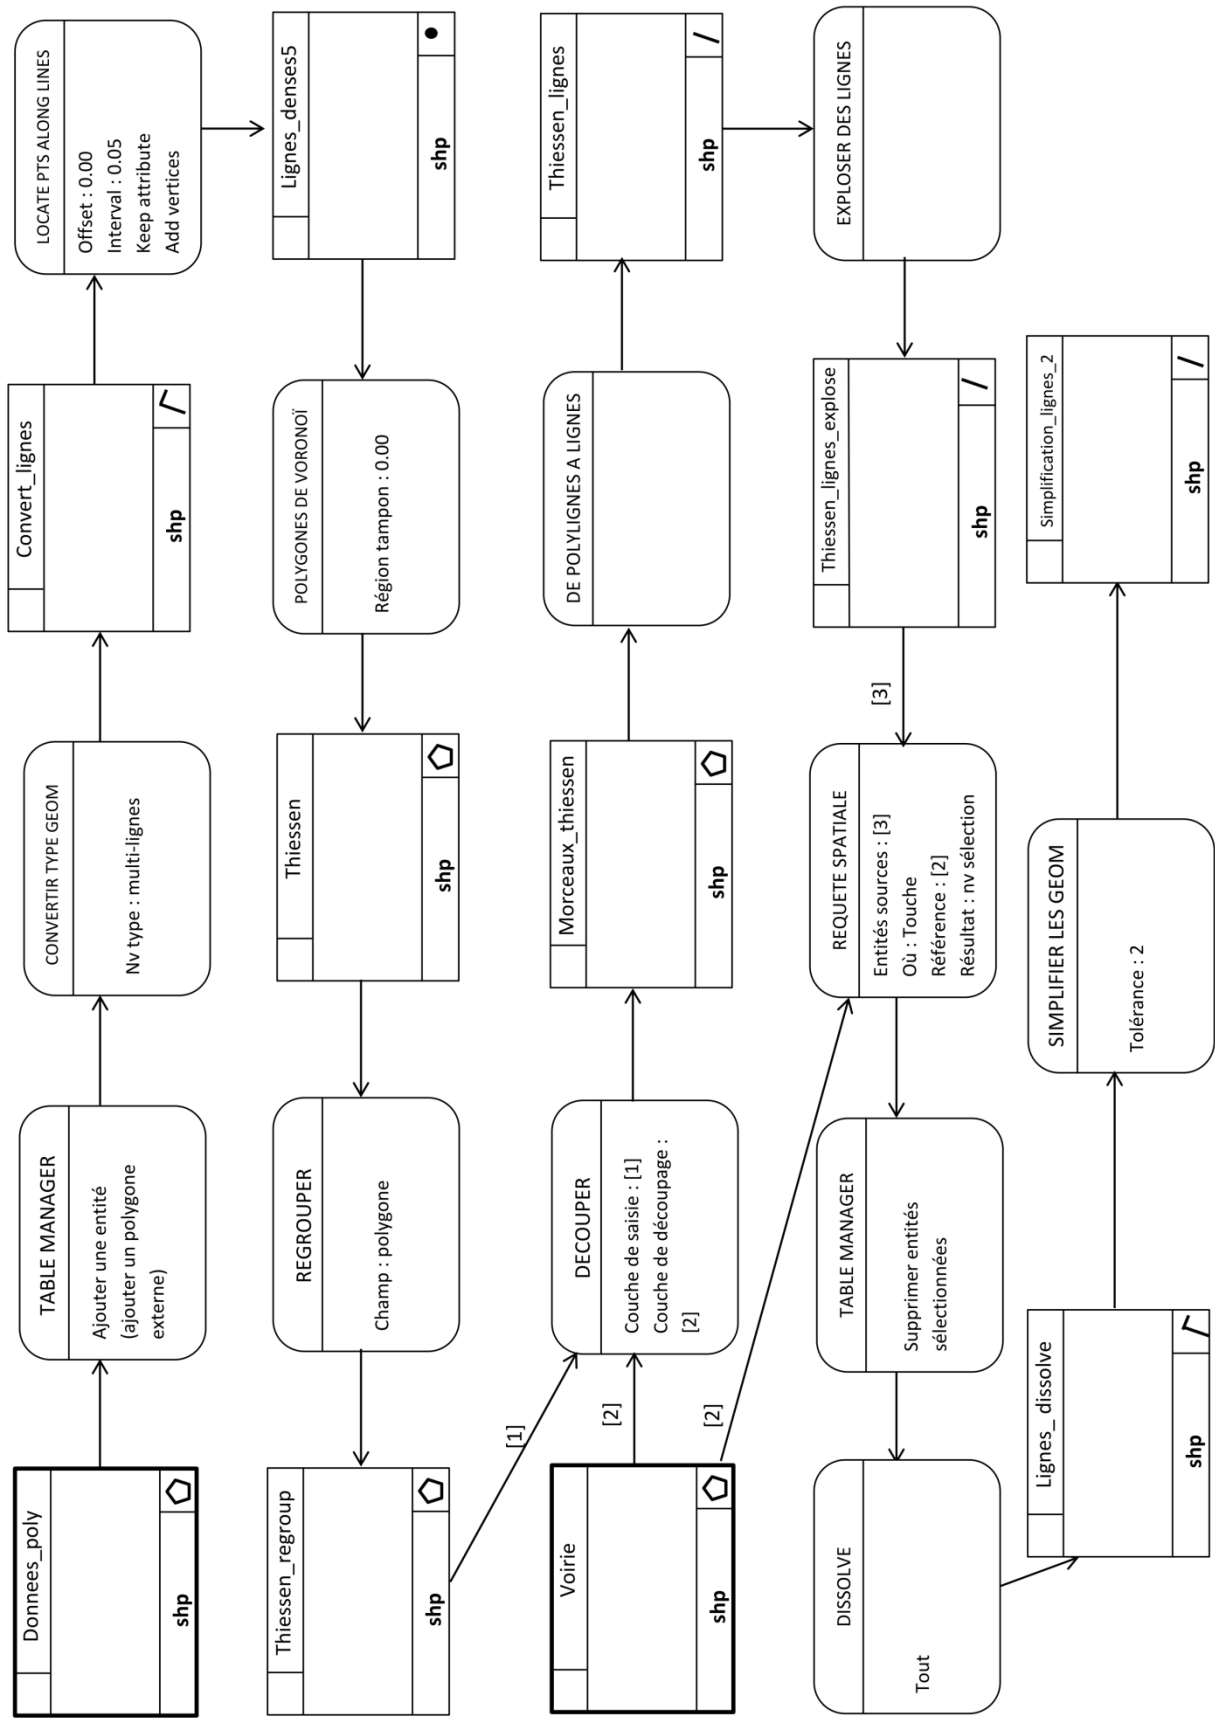 Donnees_poly
shp
TABLE MANAGER
Ajouter une entité
(ajouter un polygone
externe)
CONVERTIR TYPE GEOM
Nv type : multi-lignes
Convert_lignes
shp
LOCATE PTS ALONG LINES
Offset : 0.00
Interval : 0.05
Keep attribute
Add vertices
Lignes_denses5
shp
POLYGONES DE VORONOÏ
Région tampon : 0.00
Thiessen
shp
REGROUPER
Champ : polygone
Thiessen_regroup
shp
[1]
Voirie
shp
[2]
[2]
DECOUPER
Couche de saisie : [1]
Couche de découpage :
[2]
Morceaux_thiessen
shp
DE POLYLIGNES A LIGNES
Thiessen_lignes
shp
EXPLOSER DES LIGNES
Thiessen_lignes_explose
shp
[3]
REQUETE SPATIALE
Entités sources : [3]
Où : Touche
Référence : [2]
Résultat : nv sélection
TABLE MANAGER
Supprimer entités
sélectionnées
DISSOLVE
Tout
Lignes_ dissolve
shp
SIMPLIFIER LES GEOM
Tolérance : 2
Simplification_lignes_2
shp